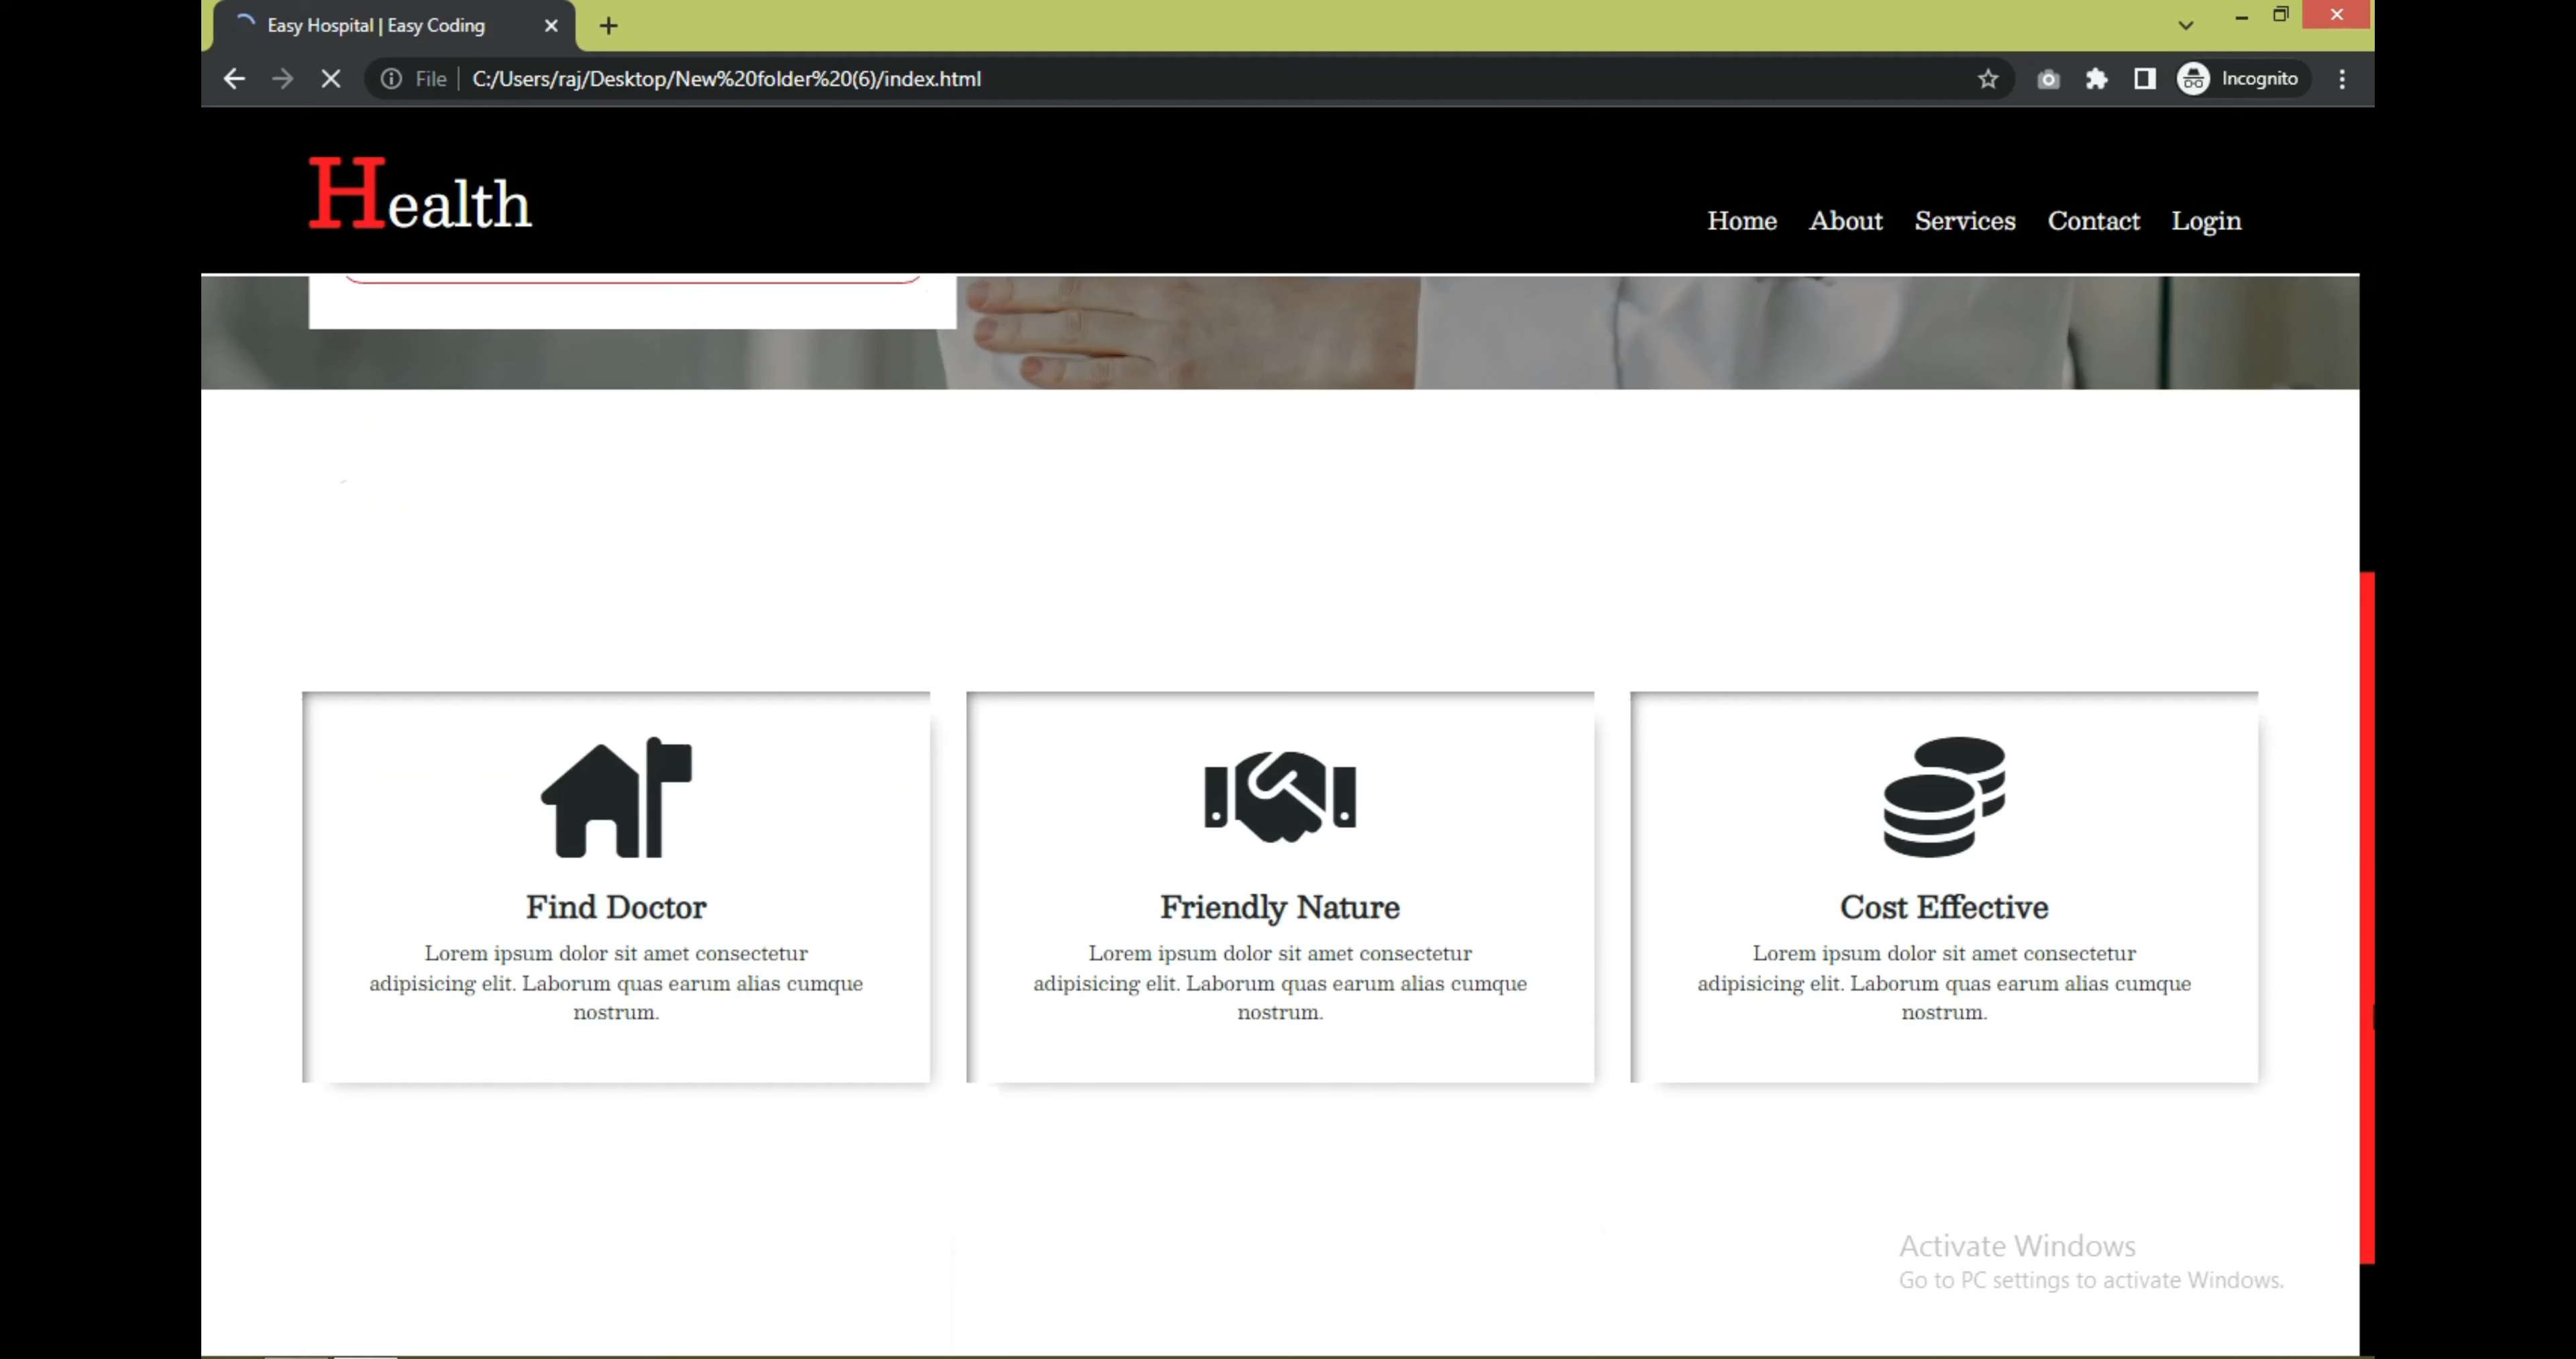 Easy Hospital | Easy Coding
File C:/Users/raj/Desktop/New%20folder%20(6)/index.html
Incognito
Health
Home About Services Contact Login
Find Doctor
Lorem ipsum dolor sit amet consectetur
adipisicing elit. Laborum quas earum alias cumque
nostrum.
Friendly Nature
Lorem ipsum dolor sit amet consectetur
adipisicing elit. Laborum quas earum alias cumque
nostrum.
Cost Effective
Lorem ipsum dolor sit amet consectetur
adipisicing elit. Laborum quas earum alias cumque
nostrum.
Activate Windows
Go to PC settings to activate Windows.